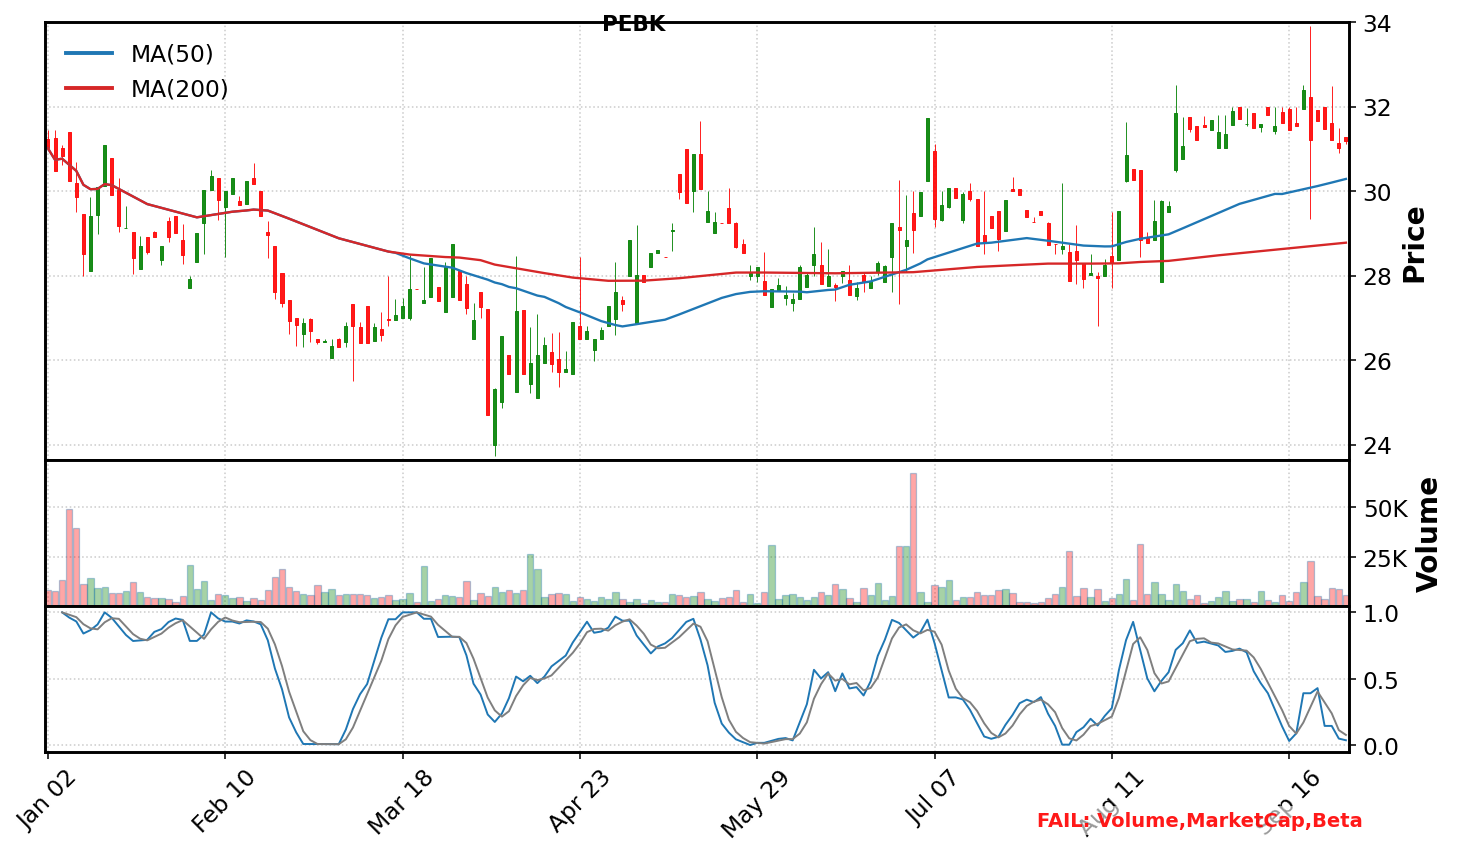 PEBK
MA(50)
MA(200)
34
32
30
28
26
24
Price
50K
25K
Volume
1.0
0.5
0.0
Jan 02
Feb 10
Mar 18
Apr 23
May 29
Jul 07
Aug 11
Sep 16
FAIL: Volume,MarketCap,Beta